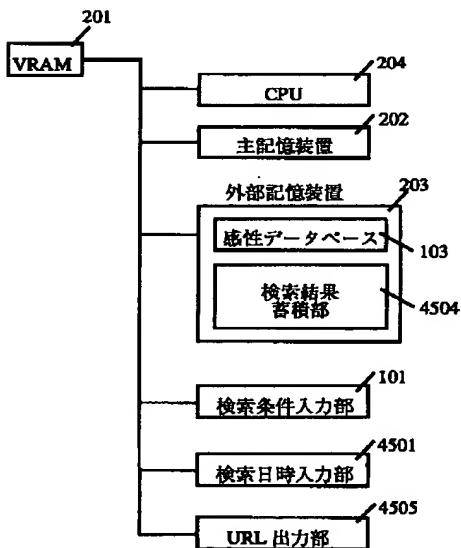 201
VRAM
204
CPU
202
主記憶装置
外部記憶装置
203
感性データベース
103
検索結果
蓄積部
4504
101
検索条件入力部
4501
検索日時入力部
4505
URL 出力部